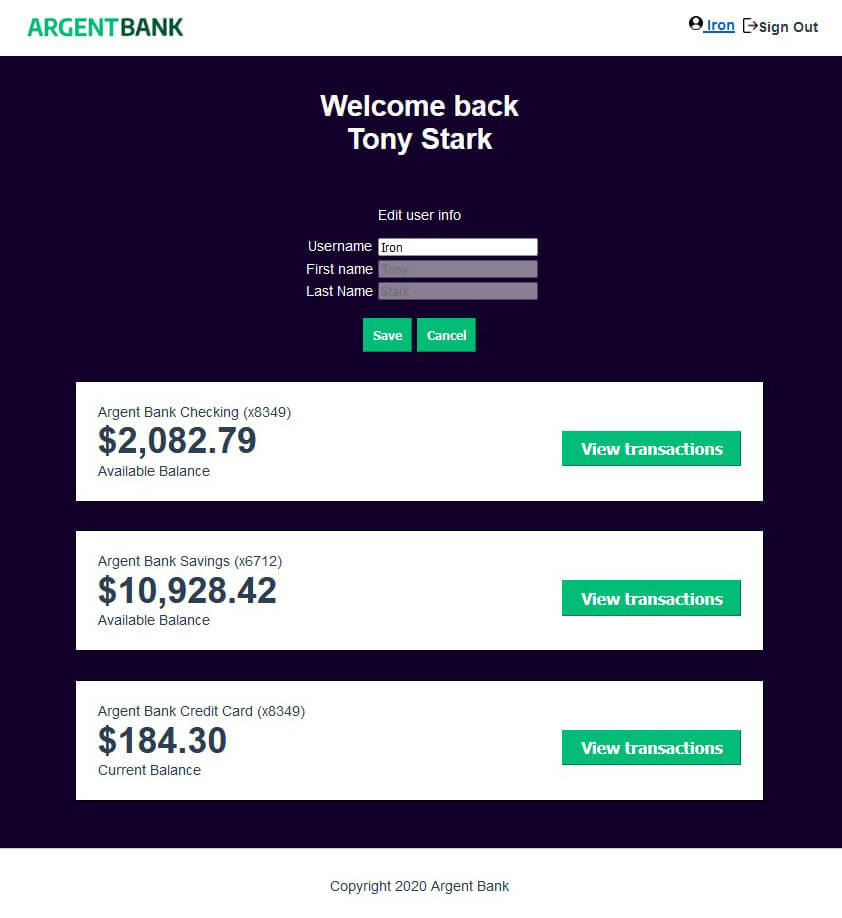 ARGENTBANK
Iron Sign Out
Welcome back
Tony Stark
Edit user info
Username Iron
First name Tony
Last Name Stark
Save Cancel
Argent Bank Checking (x8349)
$2,082.79
Available Balance
View transactions
Argent Bank Savings (x6712)
$10,928.42
Available Balance
View transactions
Argent Bank Credit Card (x8349)
$184.30
Current Balance
View transactions
Copyright 2020 Argent Bank